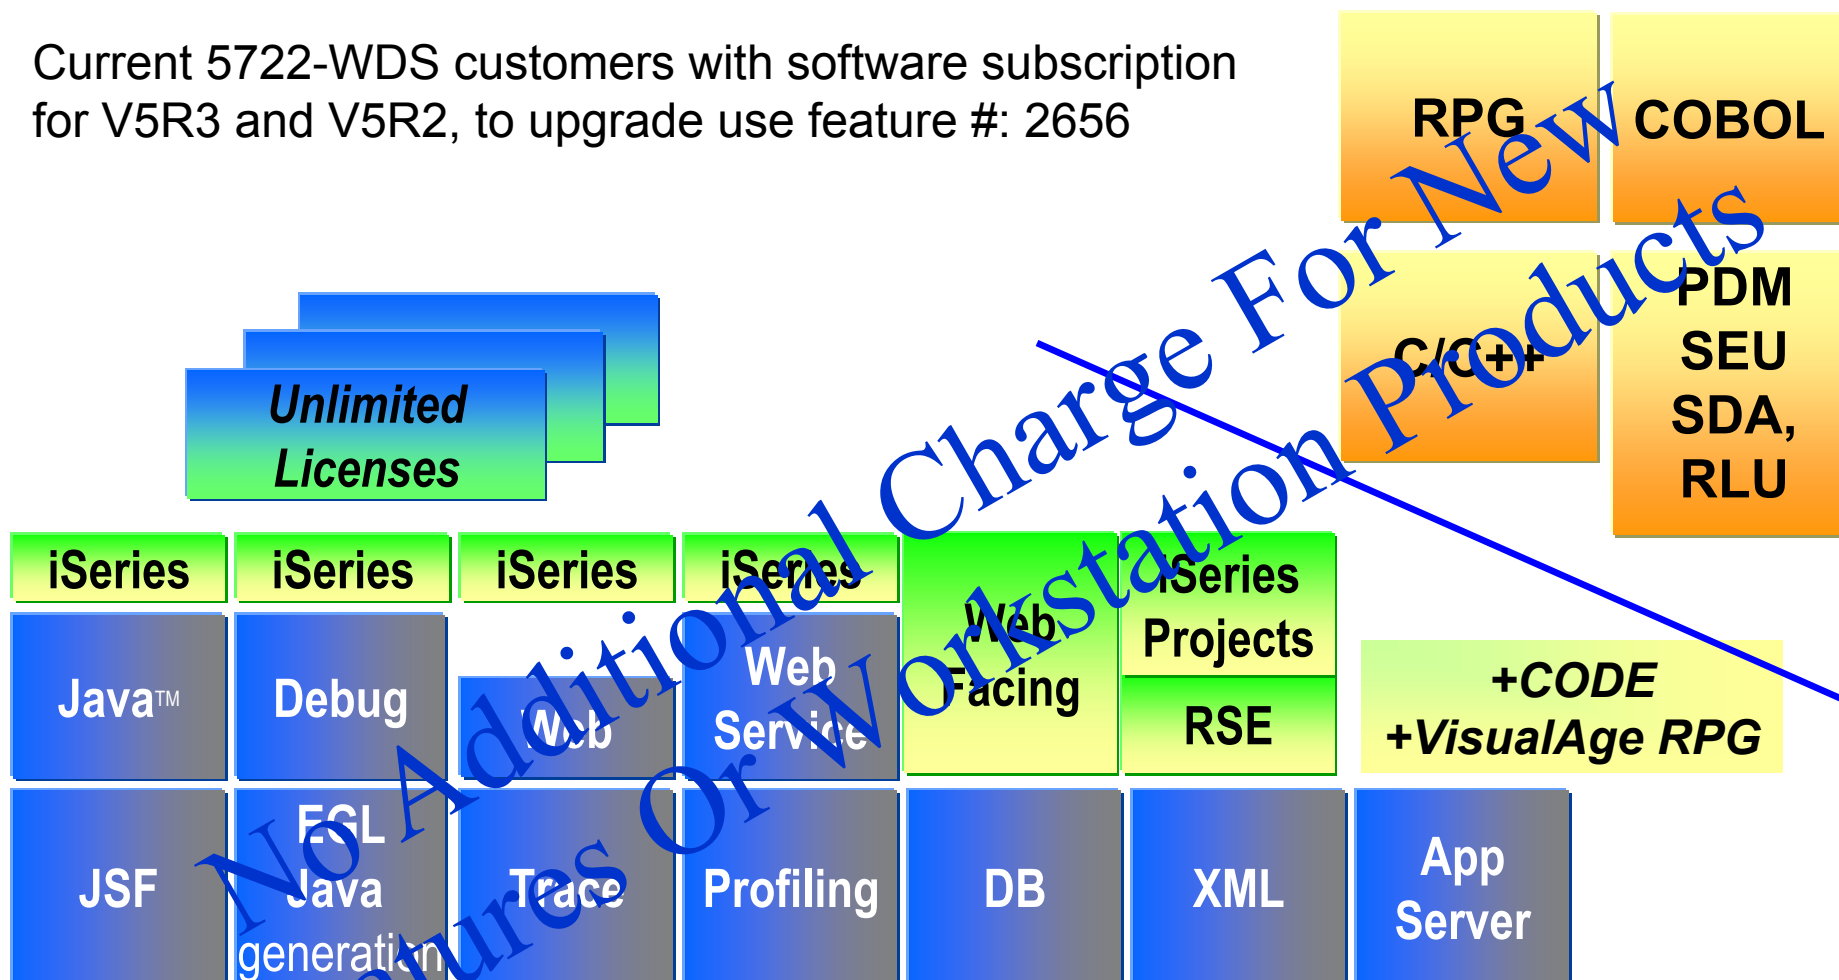 Current 5722-WDS customers with software subscription
for V5R3 and V5R2, to upgrade use feature #: 2656
RPG
COBOL
C/C++
PDM
SEU
SDA,
RLU
Unlimited
Licenses
iSeries
iSeries
iSeries
iSeries
Web
Facing
iSeries
Projects
RSE
Java™
Debug
Web
Web
Service
+CODE
+VisualAge RPG
JSF
EGL
Java
generation
Trace
Profiling
DB
XML
App
Server
No Additional Charge For New
Or Workstation Products